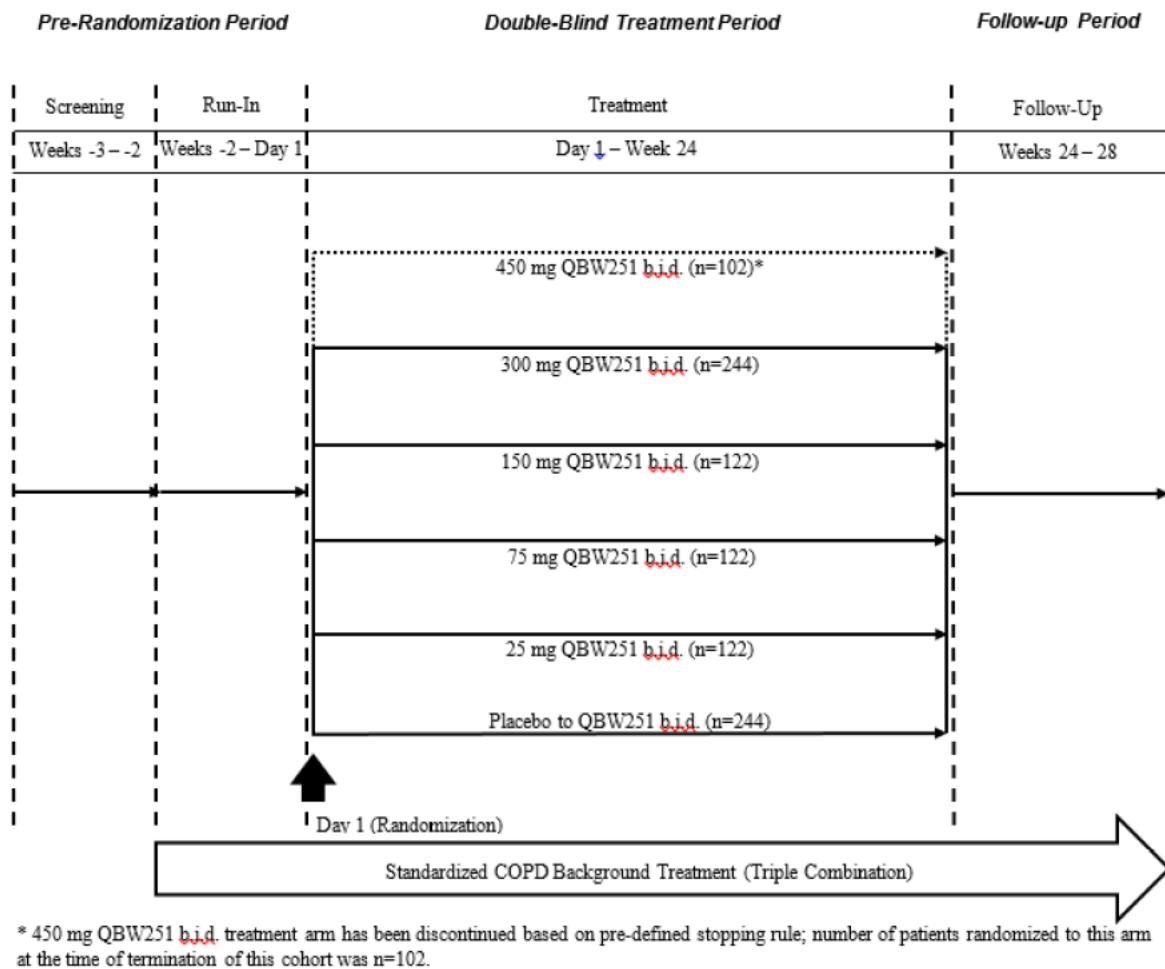 Pre-Randomization Period
Double-Blind Treatment Period
Follow-up Period
Screening
Run-In
Treatment
Follow-Up
Weeks -3 – -2
Weeks -2 – Day 1
Day 1 – Week 24
Weeks 24 – 28
450 mg QBW251 b.i.d. (n=102)*
300 mg QBW251 b.i.d. (n=244)
150 mg QBW251 b.i.d. (n=122)
75 mg QBW251 b.i.d. (n=122)
25 mg QBW251 b.i.d. (n=122)
Placebo to QBW251 b.i.d. (n=244)
Day 1 (Randomization)
Standardized COPD Background Treatment (Triple Combination)
* 450 mg QBW251 b.i.d. treatment arm has been discontinued based on pre-defined stopping rule; number of patients randomized to this arm
at the time of termination of this cohort was n=102.